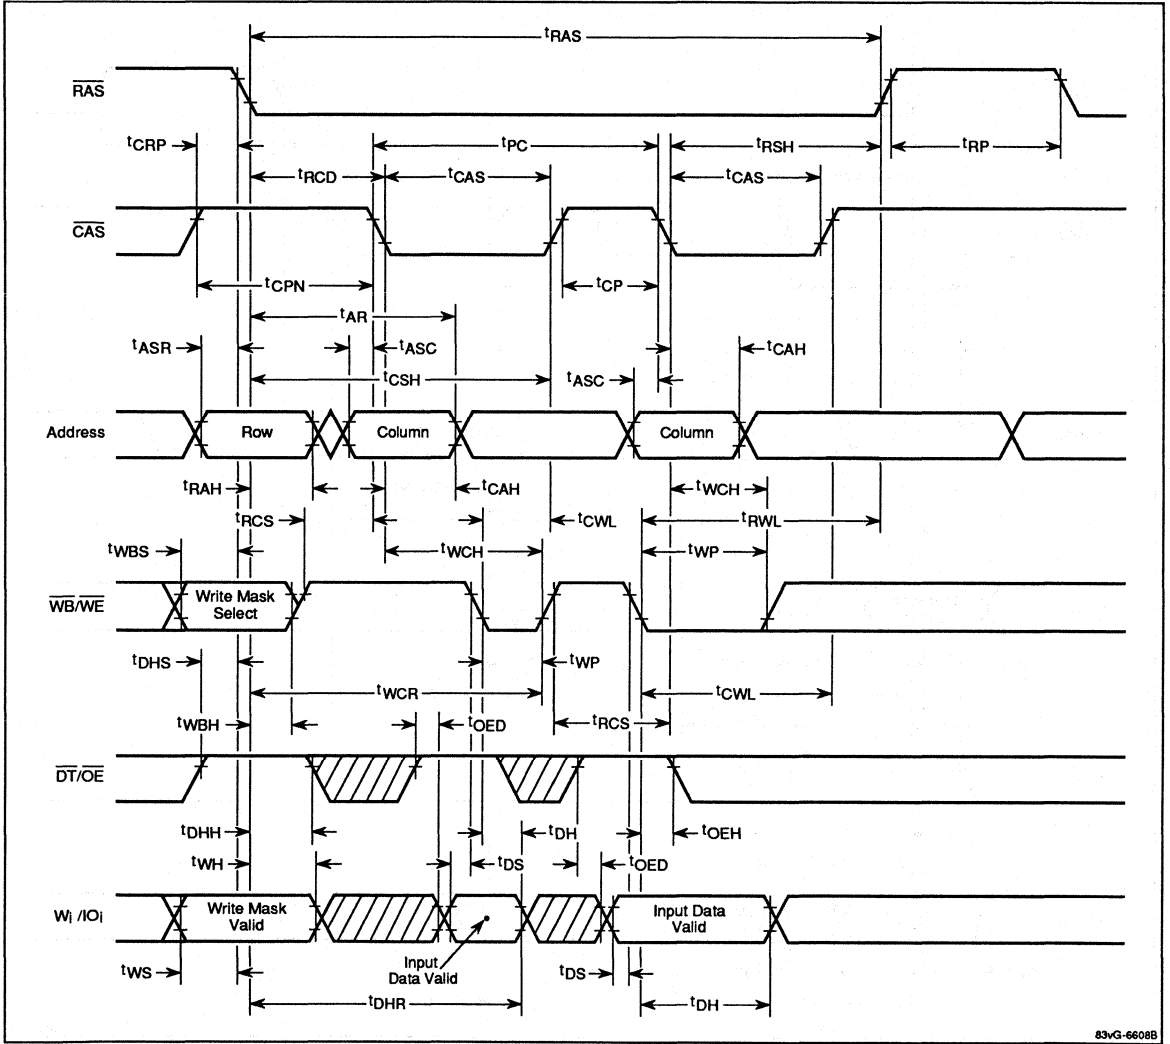 tRAS
RAS
tCRP
tPC
tRSH
tRP
tRCD
tCAS
tCAS
CAS
tCPN
tCP
tAR
tASR
tASC
tCAH
tCSH
tASC
Address
Row
Column
Column
tRAH
tCAH
tWCH
tRCS
tCWL
tRWL
tWBS
tWCH
tWP
WB/WE
Write Mask
Select
tDHS
tWP
tWCR
tCWL
tWBH
tOED
tRCS
DT/OE
tDHH
tDH
tOEH
tWH
tDS
tOED
Wi /IOi
Write Mask
Valid
Input Data
Valid
Input
Data Valid
tWS
tDS
tDHR
tDH
83vG-6608B